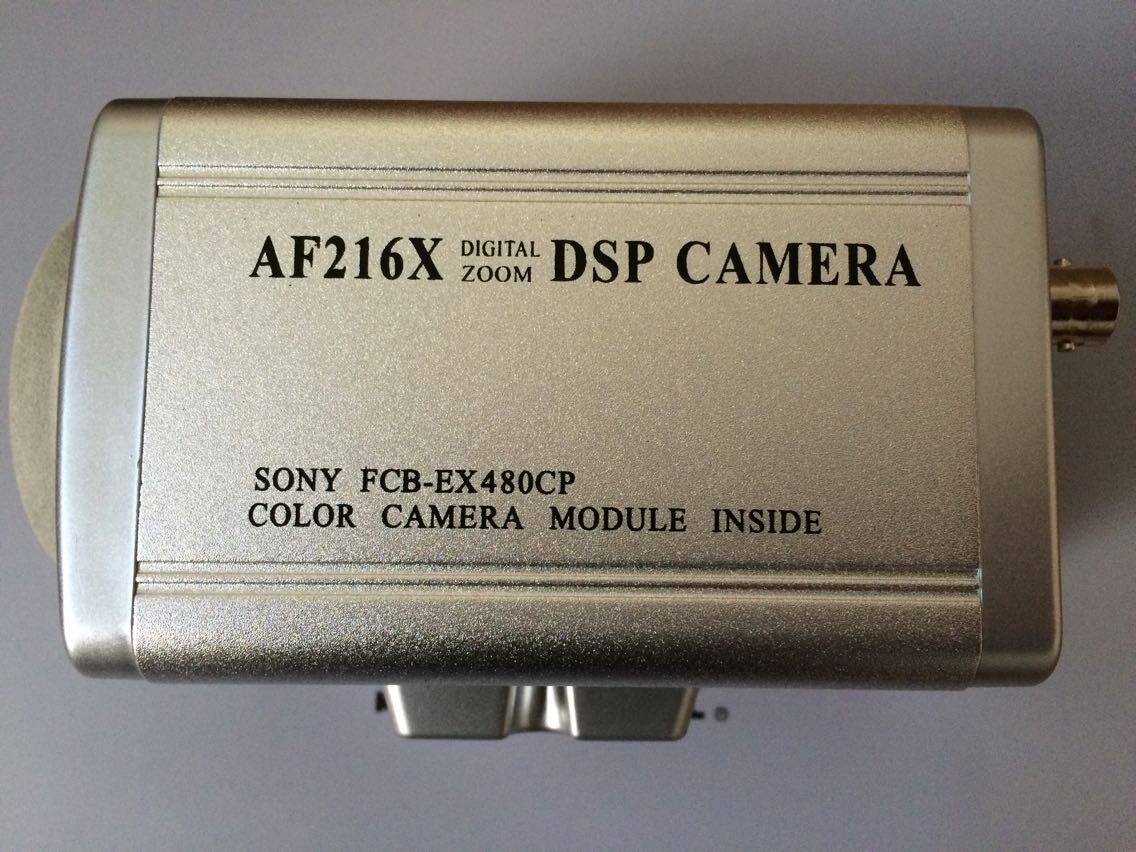 AF216X DIGITAL ZOOM DSP CAMERA
SONY FCB-EX480CP
COLOR CAMERA MODULE INSIDE